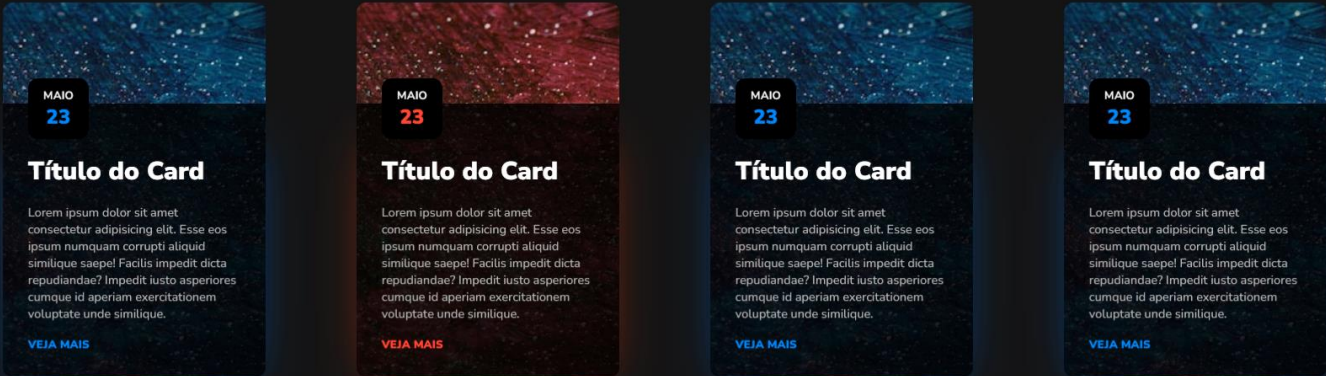 MAIO
23
Título do Card
Lorem ipsum dolor sit amet
consectetur adipisicing elit. Esse eos
ipsum numquam corrupti aliquid
similique saepe! Facilis impedit dicta
repudiandae? Impedit iusto asperiores
cumque id aperiam exercitationem
voluptate unde similique.
VEJA MAIS
MAIO
23
Título do Card
Lorem ipsum dolor sit amet
consectetur adipisicing elit. Esse eos
ipsum numquam corrupti aliquid
similique saepe! Facilis impedit dicta
repudiandae? Impedit iusto asperiores
cumque id aperiam exercitationem
voluptate unde similique.
VEJA MAIS
MAIO
23
Título do Card
Lorem ipsum dolor sit amet
consectetur adipisicing elit. Esse eos
ipsum numquam corrupti aliquid
similique saepe! Facilis impedit dicta
repudiandae? Impedit iusto asperiores
cumque id aperiam exercitationem
voluptate unde similique.
VEJA MAIS
MAIO
23
Título do Card
Lorem ipsum dolor sit amet
consectetur adipisicing elit. Esse eos
ipsum numquam corrupti aliquid
similique saepe! Facilis impedit dicta
repudiandae? Impedit iusto asperiores
cumque id aperiam exercitationem
voluptate unde similique.
VEJA MAIS